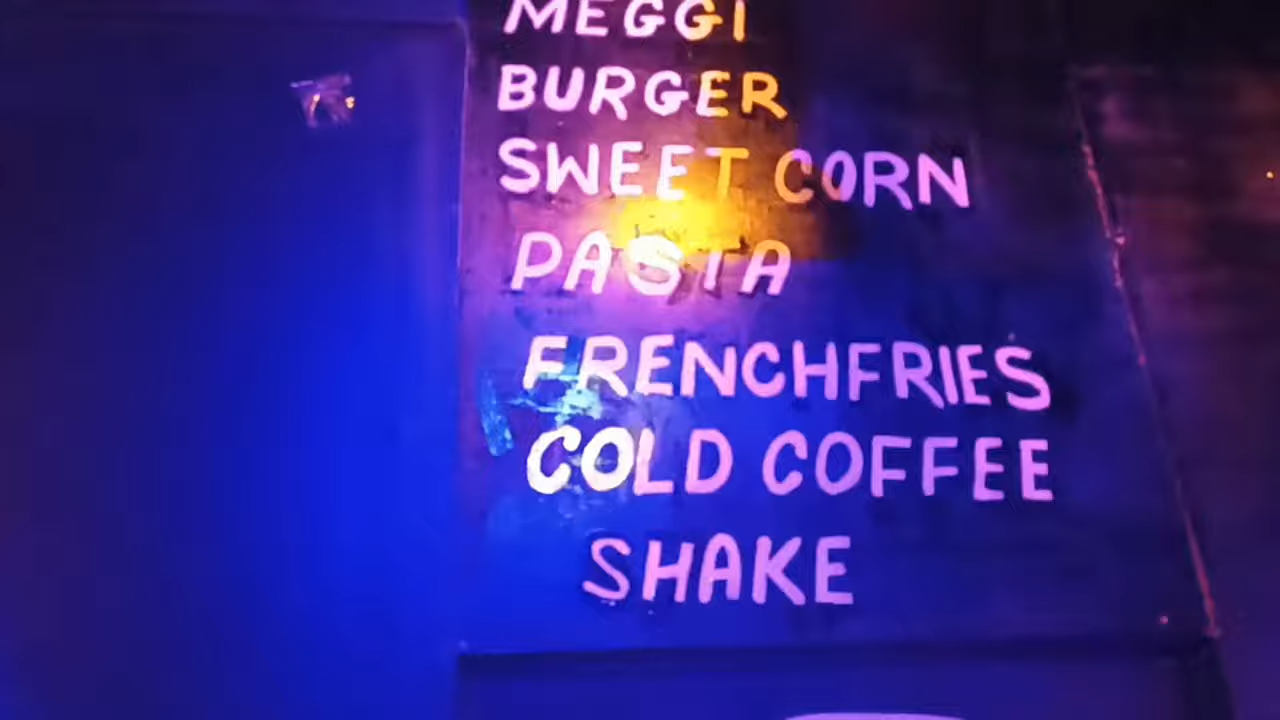 MEGGI
BURGER
SWEET CORN
PASTA
FRENCHFRIES
COLD COFFEE
SHAKE